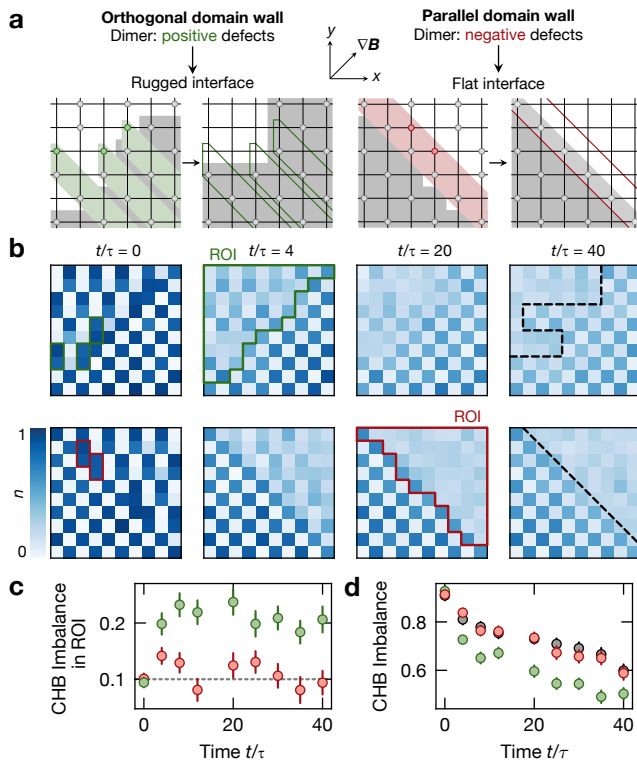 a
Orthogonal domain wall
Dimer: positive defects
Rugged interface
y
∇B
x
Parallel domain wall
Dimer: negative defects
Flat interface
b
t/τ = 0
t/τ = 4
t/τ = 20
t/τ = 40
ROI
ROI
1
n
0
c
CHB Imbalance
in ROI
0.2
0.1
0
20
40
Time t/τ
d
CHB Imbalance
0.8
0.6
0
20
40
Time t/τ